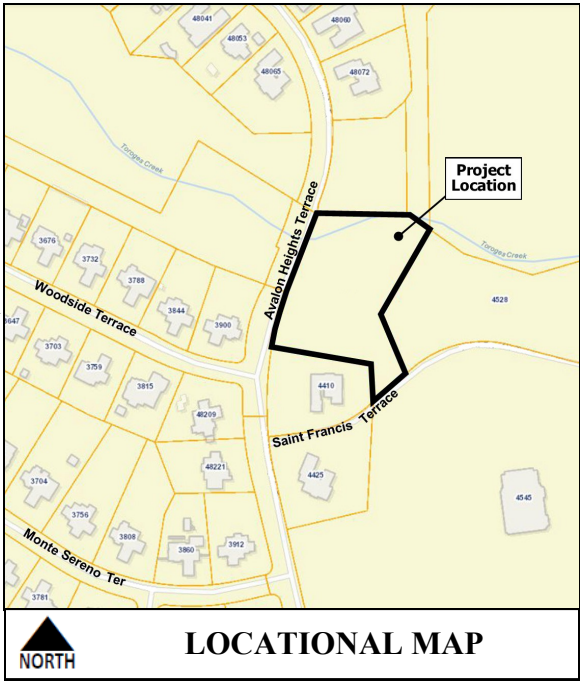 48041
48053
48065
48060
48072
Toroges Creek
Project
Location
Avalon Heights Terrace
Toroges Creek
3676
3732
3788
3844
3900
Woodside Terrace
4528
3647
3703
3759
3815
48209
4410
Saint Francis Terrace
48221
4425
4545
3704
3756
3808
3860
3912
Monte Sereno Ter
3781
NORTH
LOCATIONAL MAP